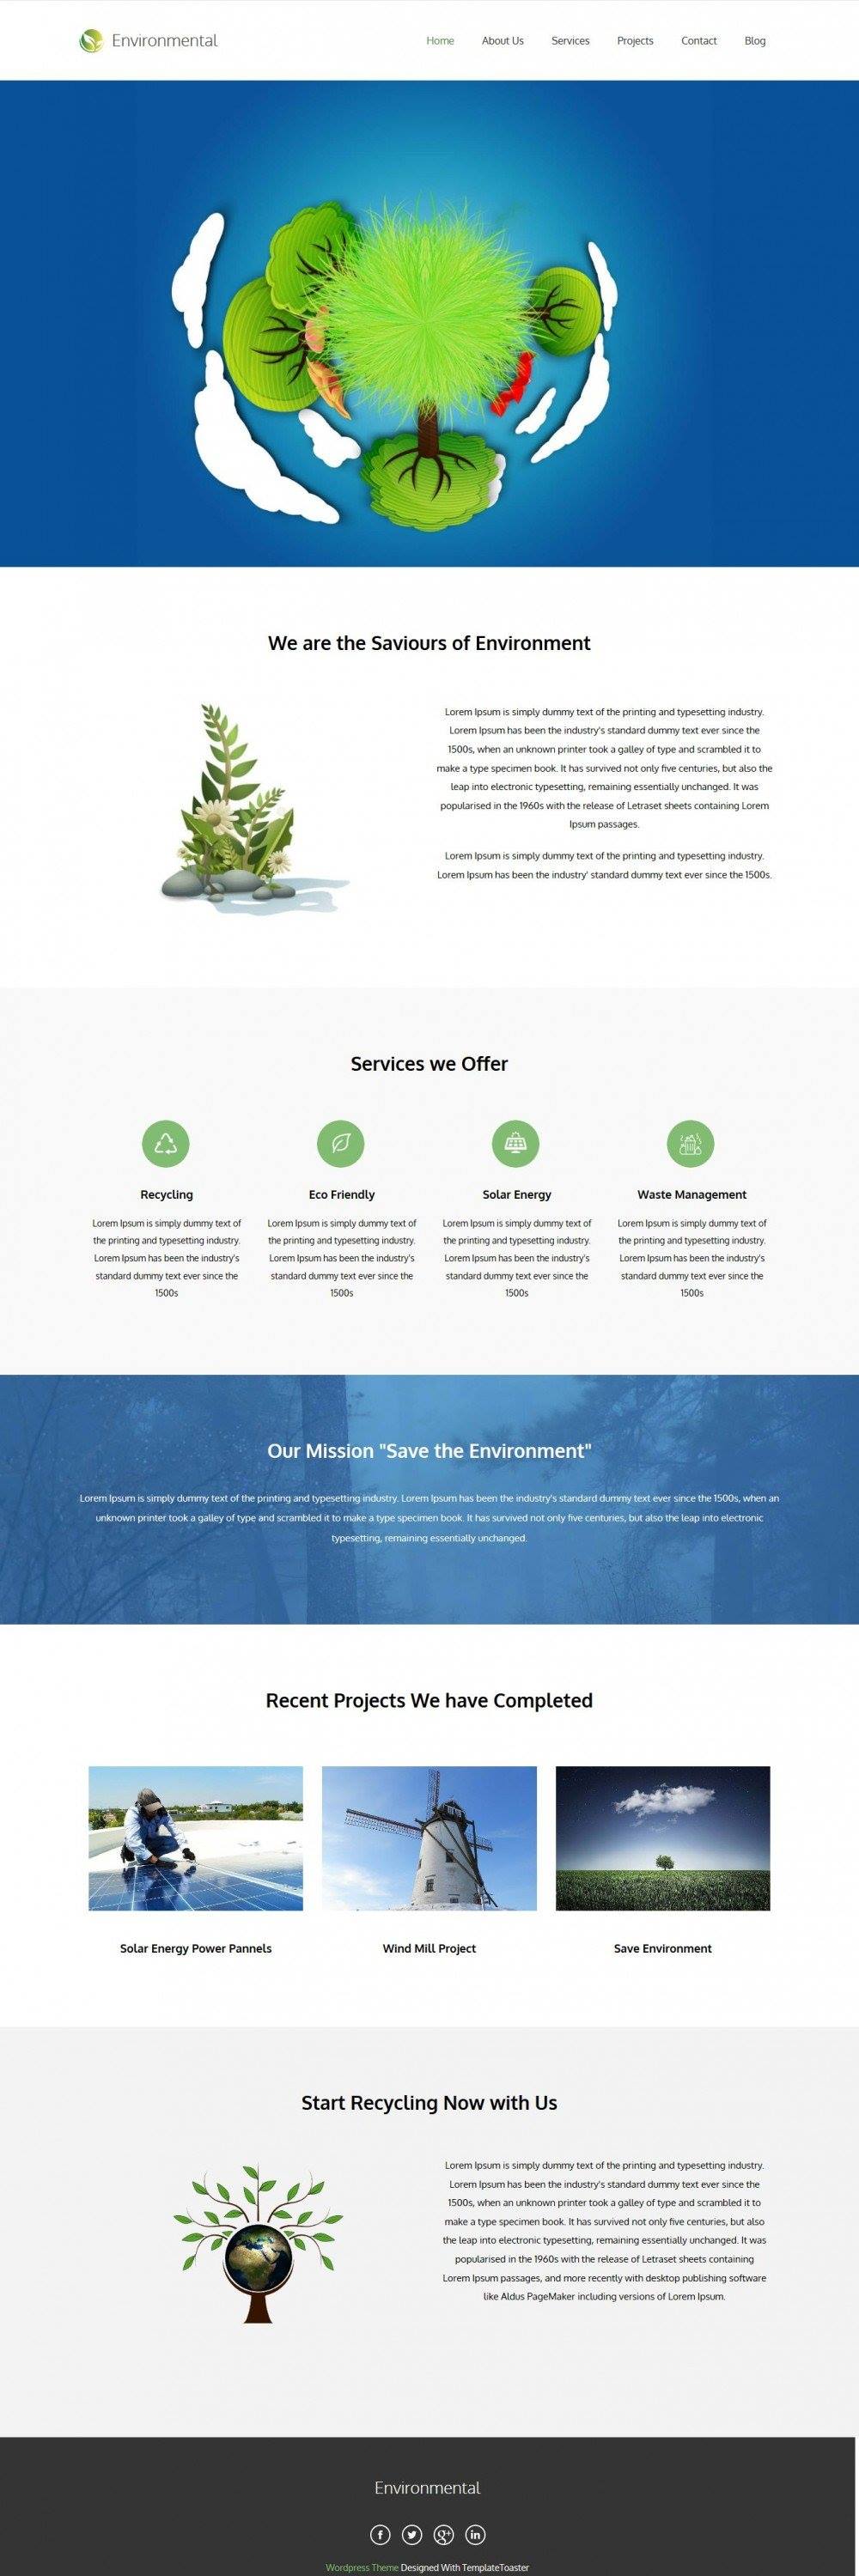 Environmental
Home About Us Services Projects Contact Blog
We are the Saviours of Environment
Lorem Ipsum is simply dummy text of the printing and typesetting industry.
Lorem Ipsum has been the industry's standard dummy text ever since the
1500s, when an unknown printer took a galley of type and scrambled it to
make a type specimen book. It has survived not only five centuries, but also the
leap into electronic typesetting, remaining essentially unchanged. It was
popularised in the 1960s with the release of Letraset sheets containing Lorem
Ipsum passages.
Lorem Ipsum is simply dummy text of the printing and typesetting industry.
Lorem Ipsum has been the industry' standard dummy text ever since the 1500s.
Services we Offer
Recycling
Lorem Ipsum is simply dummy text of
the printing and typesetting industry.
Lorem Ipsum has been the industry's
standard dummy text ever since the
1500s
Eco Friendly
Lorem Ipsum is simply dummy text of
the printing and typesetting industry.
Lorem Ipsum has been the industry's
standard dummy text ever since the
1500s
Solar Energy
Lorem Ipsum is simply dummy text of
the printing and typesetting industry.
Lorem Ipsum has been the industry's
standard dummy text ever since the
1500s
Waste Management
Lorem Ipsum is simply dummy text of
the printing and typesetting industry.
Lorem Ipsum has been the industry's
standard dummy text ever since the
1500s
Our Mission "Save the Environment"
Lorem Ipsum is simply dummy text of the printing and typesetting industry. Lorem Ipsum has been the industry's standard dummy text ever since the 1500s, when an
unknown printer took a galley of type and scrambled it to make a type specimen book. It has survived not only five centuries, but also the leap into electronic
typesetting, remaining essentially unchanged.
Recent Projects We have Completed
Solar Energy Power Pannels
Wind Mill Project
Save Environment
Start Recycling Now with Us
Lorem Ipsum is simply dummy text of the printing and typesetting industry.
Lorem Ipsum has been the industry's standard dummy text ever since the
1500s, when an unknown printer took a galley of type and scrambled it to
make a type specimen book. It has survived not only five centuries, but also
the leap into electronic typesetting, remaining essentially unchanged. It was
popularised in the 1960s with the release of Letraset sheets containing
Lorem Ipsum passages, and more recently with desktop publishing software
like Aldus PageMaker including versions of Lorem Ipsum.
Environmental
f g+ in
Wordpress Theme Designed With TemplateToaster